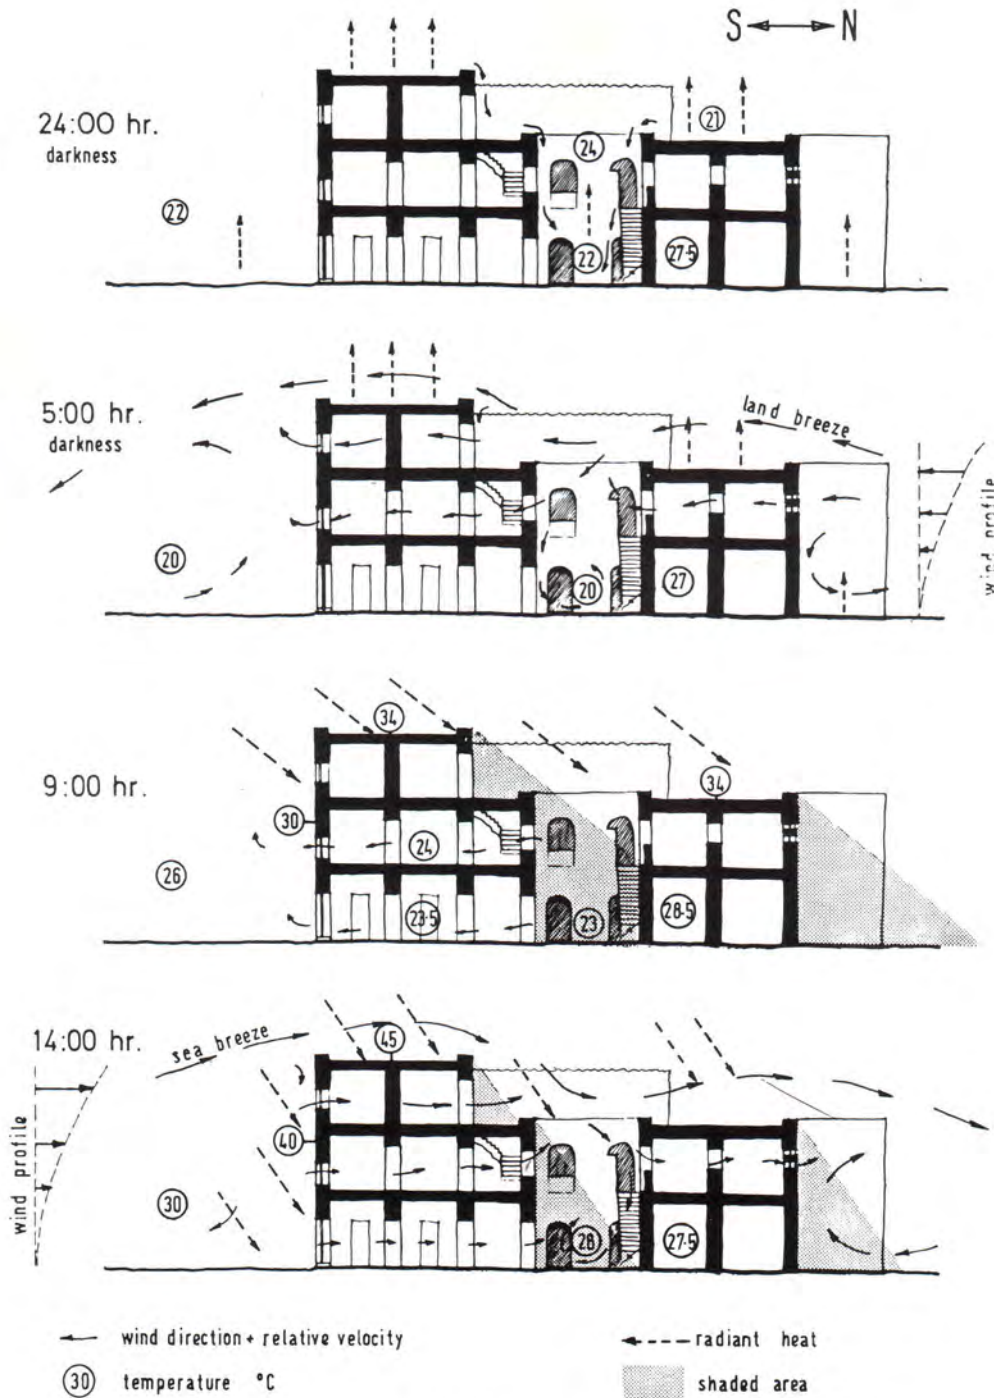 S N
24:00 hr.
darkness
22
24
21
22
27·5
5:00 hr.
darkness
land breeze
wind profile
20
20
27
9:00 hr.
34
34
30
24
26
23·5
23
28·5
14:00 hr.
sea breeze
45
wind profile
40
30
28
27·5
wind direction + relative velocity
radiant heat
30 temperature °C
shaded area